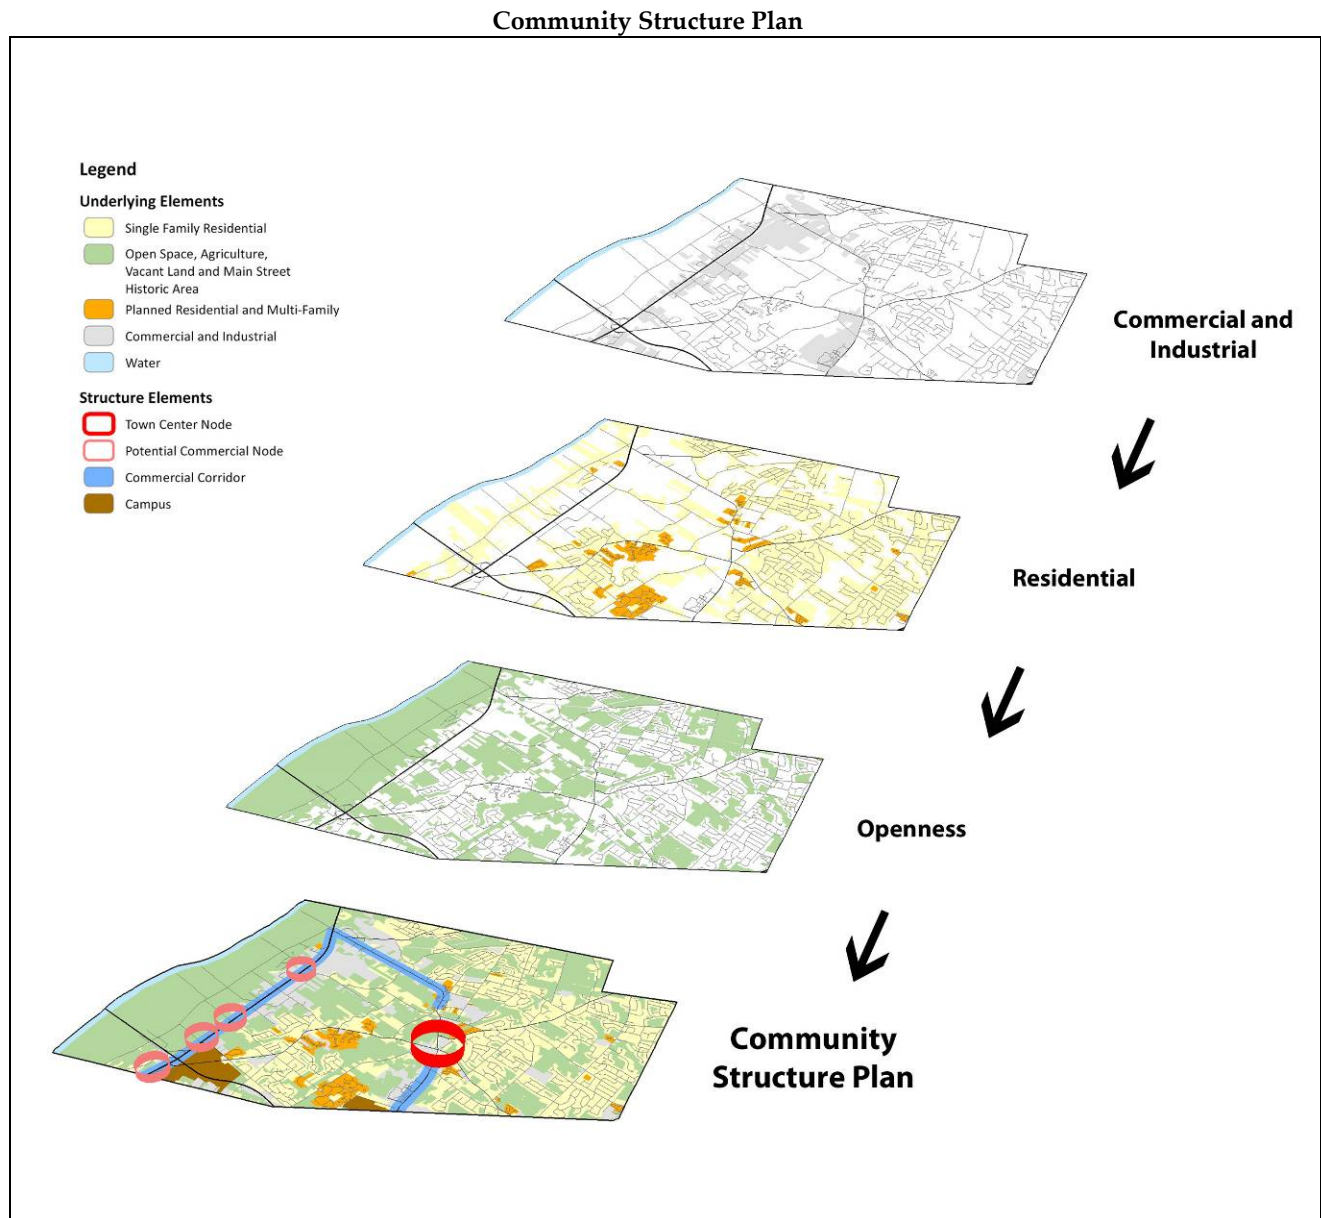 Community Structure Plan
Legend
Underlying Elements
Single Family Residential
Open Space, Agriculture,
Vacant Land and Main Street
Historic Area
Planned Residential and Multi-Family
Commercial and Industrial
Water
Structure Elements
Town Center Node
Potential Commercial Node
Commercial Corridor
Campus
Commercial and
Industrial
Residential
Openness
Community
Structure Plan